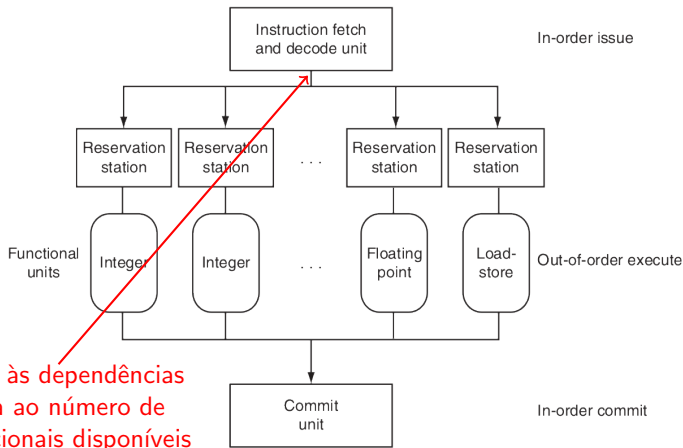 Instruction fetch
and decode unit
In-order issue
Reservation
station
Reservation
station
. . .
Reservation
station
Reservation
station
Functional
units
Integer
Integer
. . .
Floating
point
Load-
store
Out-of-order execute
às dependências
ao número de
disponíveis
Commit
unit
In-order commit